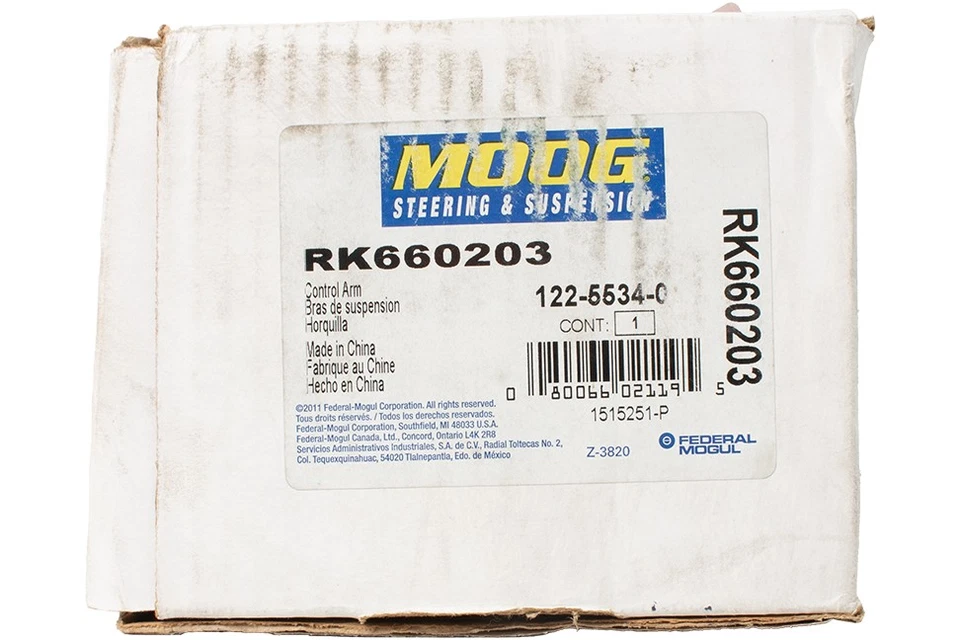 MOOG
STEERING & SUSPENSION
RK660203
RK660203
Control Arm
Bras de suspension
Horquilla
122-5534-0
CONT: 1
Made in China
Fabrique au Chine
Hecho en China
0 80066 02119 5
1515251-P
©2011 Federal-Mogul Corporation. All rights reserved.
Tous droits réservés. / Todos los derechos reservados.
Federal-Mogul Corporation, Southfield, MI 48033 U.S.A.
Federal-Mogul Canada, Ltd., Concord, Ontario L4K 2R8
Servicios Administrativos Industriales, S.A. de C.V., Radial Toltecas No. 2,
Col. Tequexquinahuac, 54020 Tlalnepantla, Edo. de México
Z-3820
FEDERAL
MOGUL